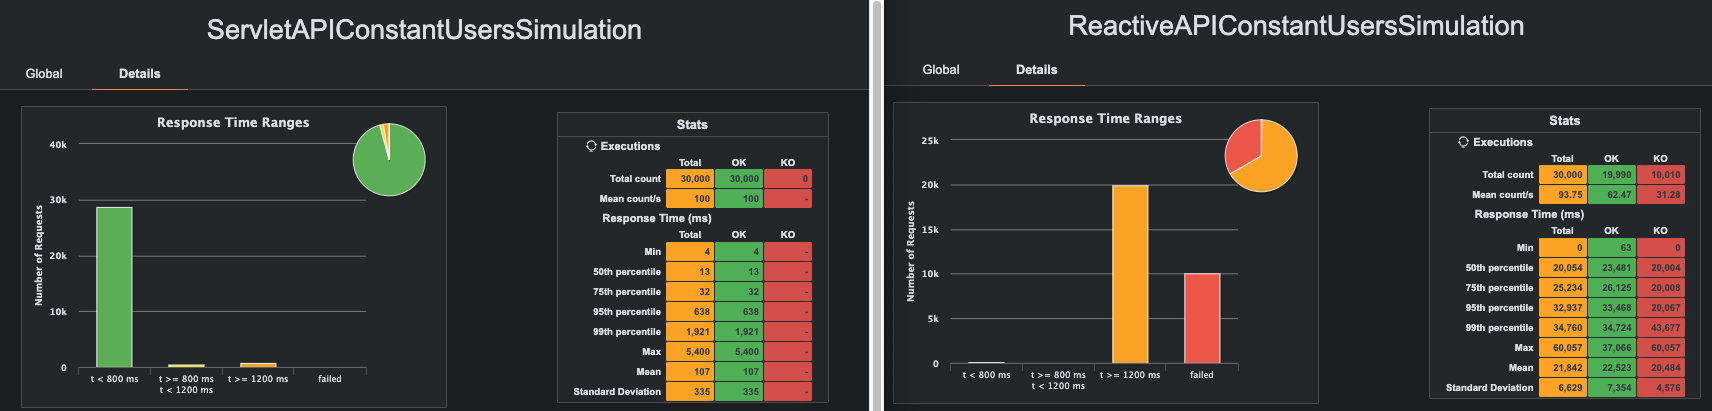 ServletAPIConstantUsersSimulation
Global Details
Response Time Ranges
40k
30k
20k
10k
0
Number of Requests
t < 800 ms
t >= 800 ms
t < 1200 ms
t >= 1200 ms
failed
Stats
Executions
Total OK KO
Total count 30,000 30,000 0
Mean count/s 100 100 -
Response Time (ms)
Total OK KO
Min 4 4 -
50th percentile 13 13 -
75th percentile 32 32 -
95th percentile 638 638 -
99th percentile 1,921 1,921 -
Max 5,400 5,400 -
Mean 107 107 -
Standard Deviation 335 335 -
ReactiveAPIConstantUsersSimulation
Global Details
Response Time Ranges
25k
20k
15k
10k
5k
0
Number of Requests
t < 800 ms
t >= 800 ms
t < 1200 ms
t >= 1200 ms
failed
Stats
Executions
Total OK KO
Total count 30,000 19,990 10,010
Mean count/s 93.75 62.47 31.28
Response Time (ms)
Total OK KO
Min 0 63 0
50th percentile 20,054 23,481 20,004
75th percentile 25,234 26,125 20,008
95th percentile 32,937 33,468 20,067
99th percentile 34,760 34,724 43,677
Max 60,057 37,066 60,057
Mean 21,842 22,523 20,484
Standard Deviation 6,629 7,354 4,576